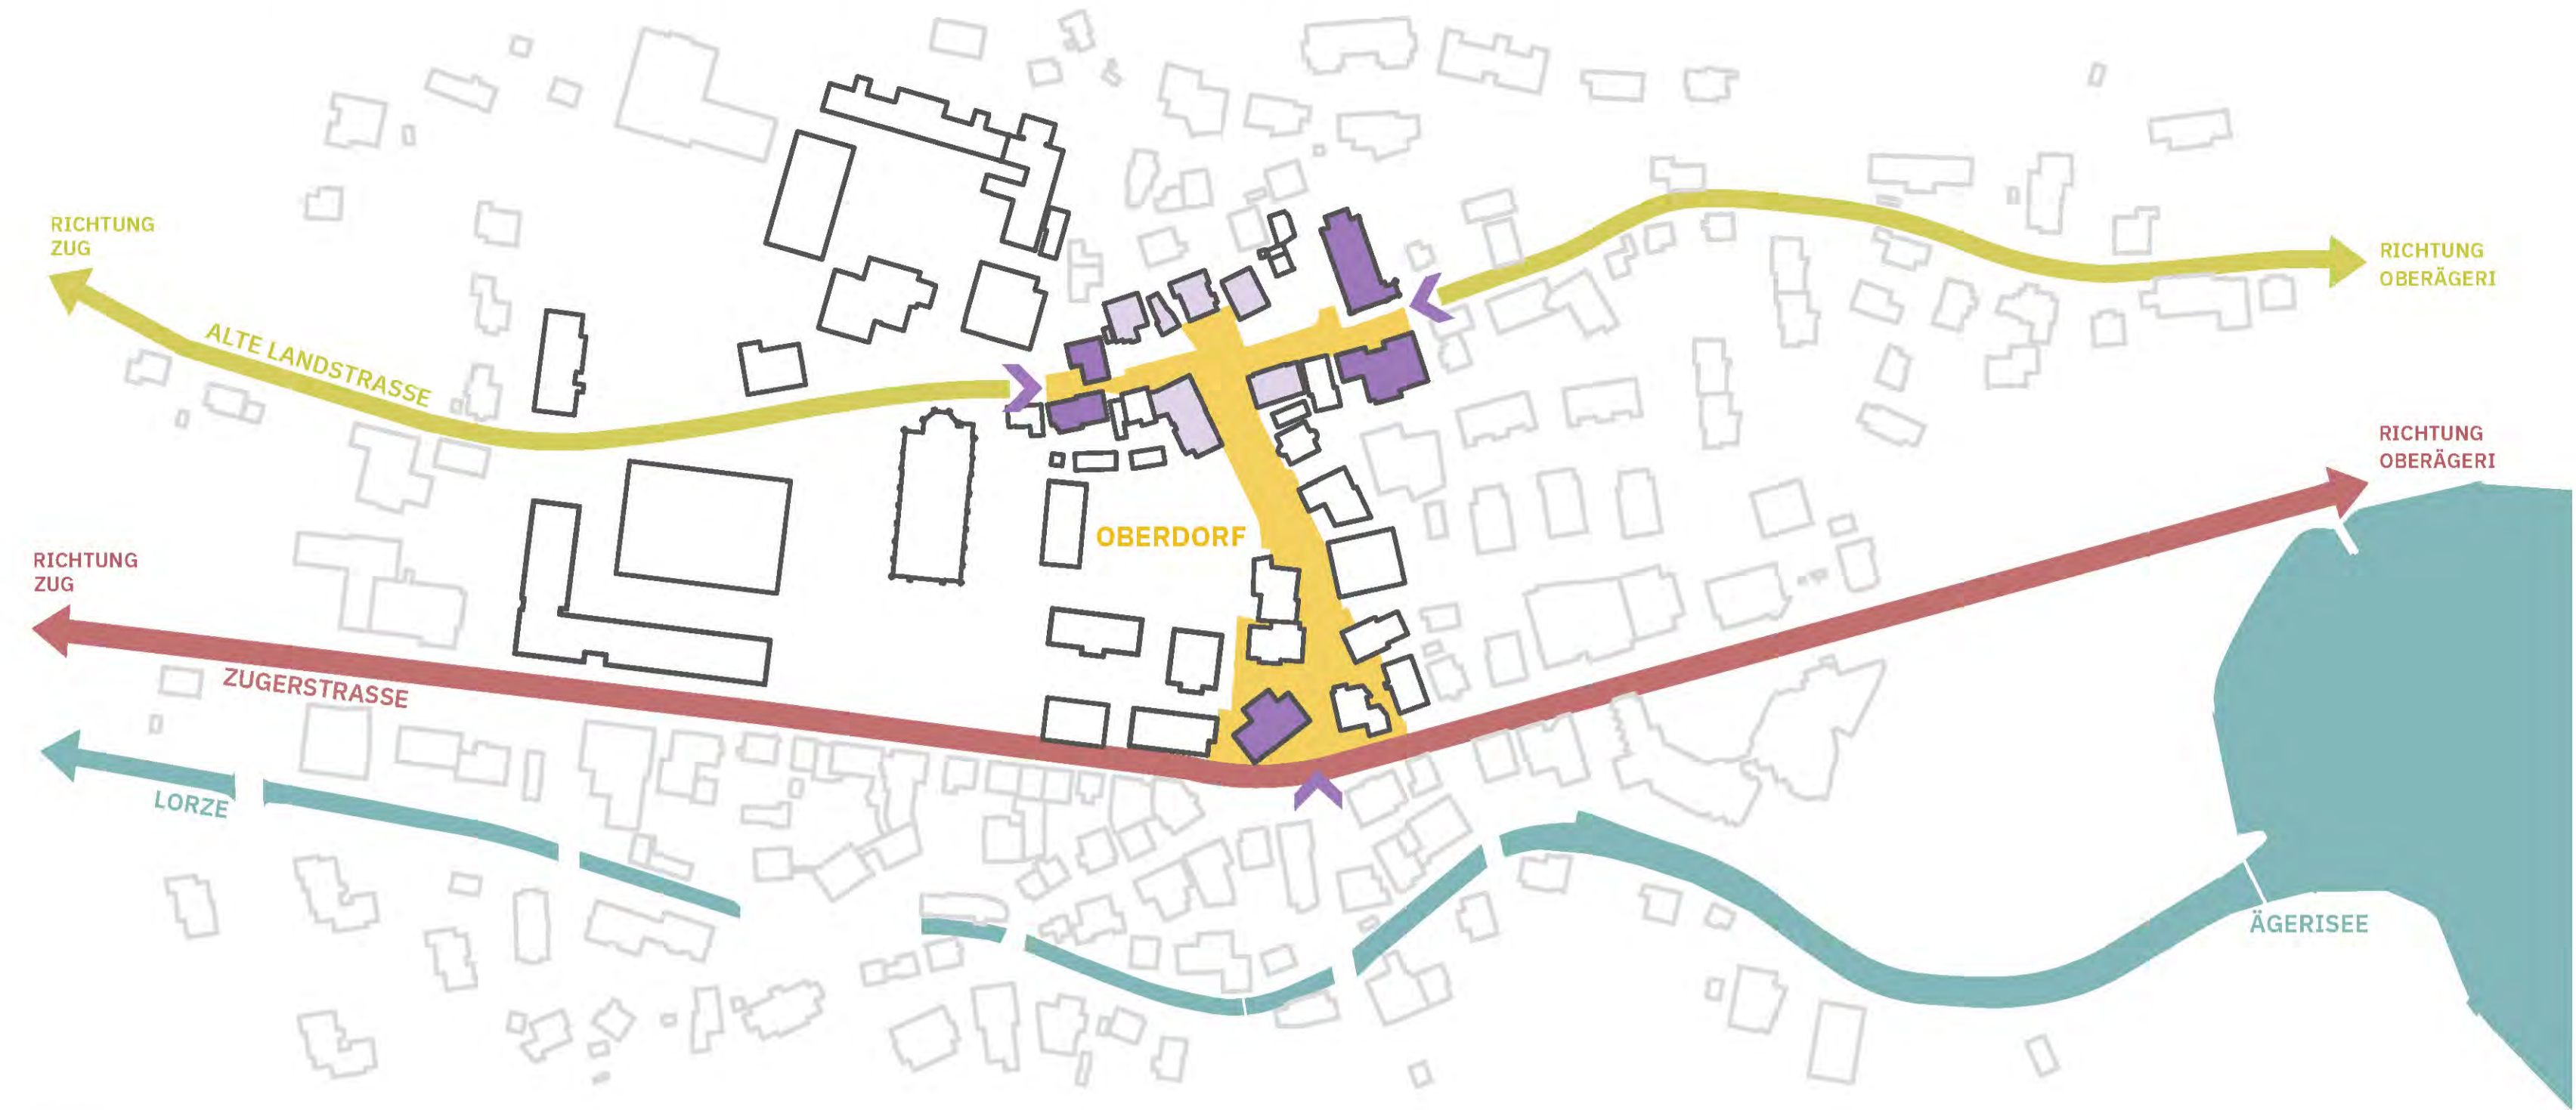 RICHTUNG
ZUG
RICHTUNG
OBERÄGERI
ALTE LANDSTRASSE
RICHTUNG
OBERÄGERI
OBERDORF
RICHTUNG
ZUG
ZUGERSTRASSE
LORZE
ÄGERISEE